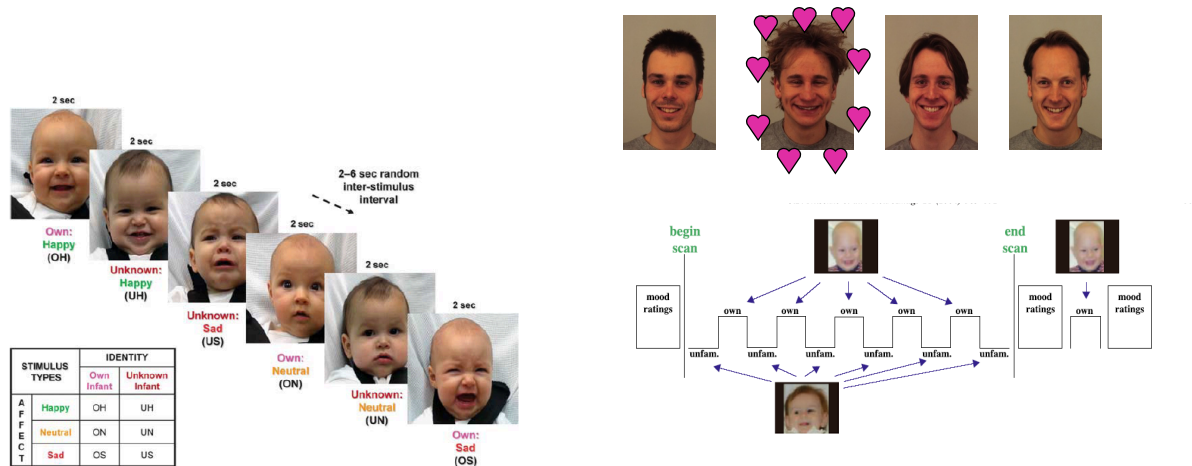 2 sec
2 sec
2 sec
2 sec
2 sec
2 sec
2–6 sec random
inter-stimulus
interval
Own:
Happy
(OH)
Unknown:
Happy
(UH)
Unknown:
Sad
(US)
Own:
Neutral
(ON)
Unknown:
Neutral
(UN)
Own:
Sad
(OS)
STIMULUS
TYPES
IDENTITY
Own
Infant
Unknown
Infant
AFFECT
Happy
OH
UH
Neutral
ON
UN
Sad
OS
US
begin
scan
end
scan
mood
ratings
own
own
own
own
own
unfam.
unfam.
unfam.
unfam.
unfam.
unfam.
mood
ratings
own
mood
ratings